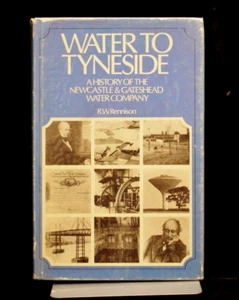 WATER TO
TYNESIDE
A HISTORY OF THE
NEWCASTLE & GATESHEAD
WATER COMPANY
R.W.Rennison